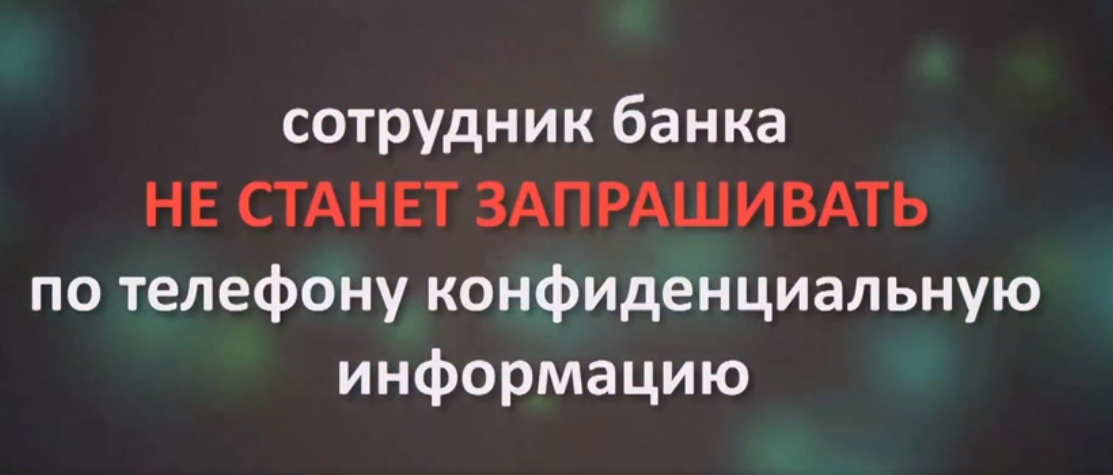 сотрудник банка
НЕ СТАНЕТ ЗАПРАШИВАТЬ
по телефону конфиденциальную
информацию